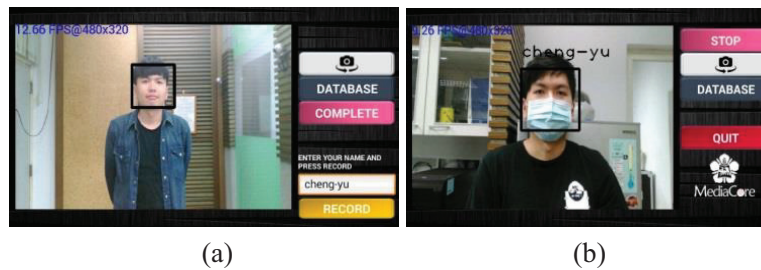 12.66 FPS@480x320
DATABASE
COMPLETE
ENTER YOUR NAME AND
PRESS RECORD
cheng-yu
RECORD
cheng-yu
STOP
DATABASE
QUIT
MediaCore
(a)
(b)